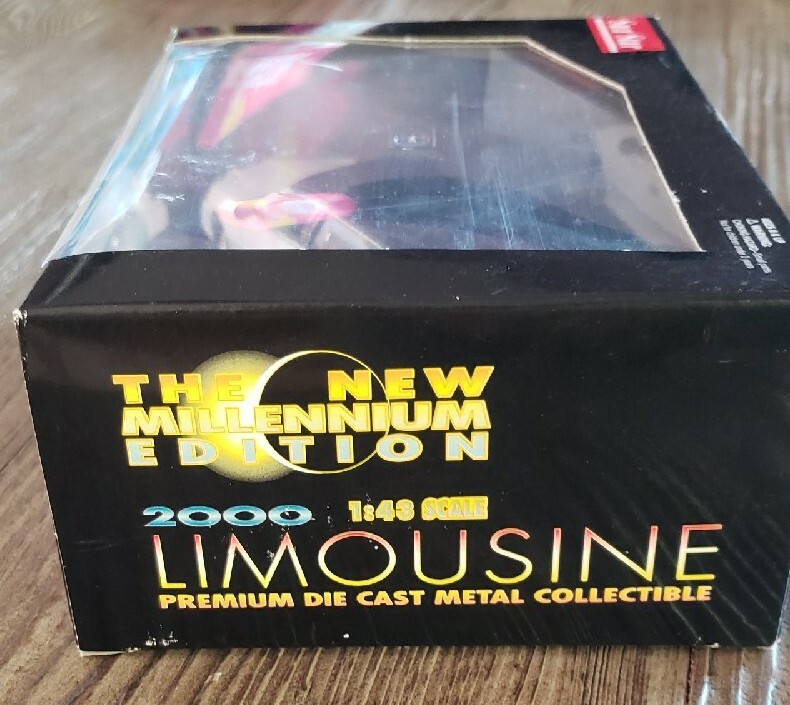 THE NEW
MILLENNIUM
EDITION
2000 1:43 SCALE
LIMOUSINE
PREMIUM DIE CAST METAL COLLECTIBLE